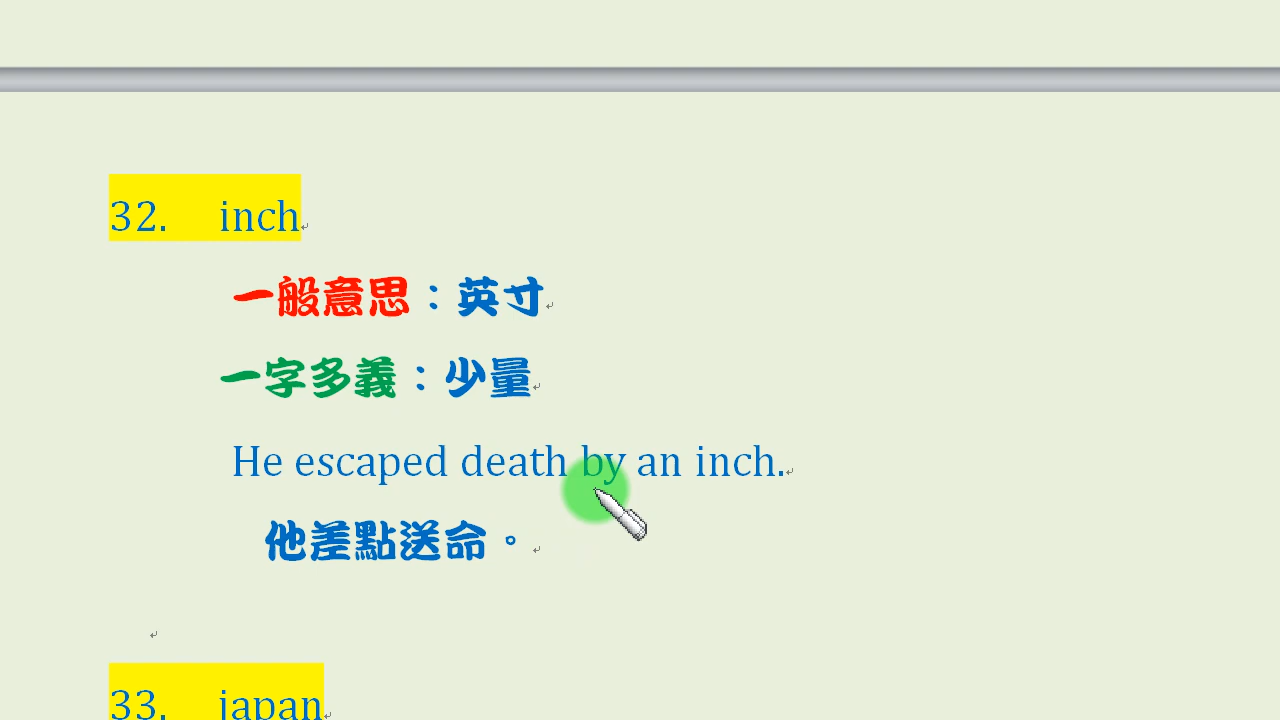 32. inch
一般意思：英寸
一字多義：少量
He escaped death by an inch.
他差點送命。
33. japan